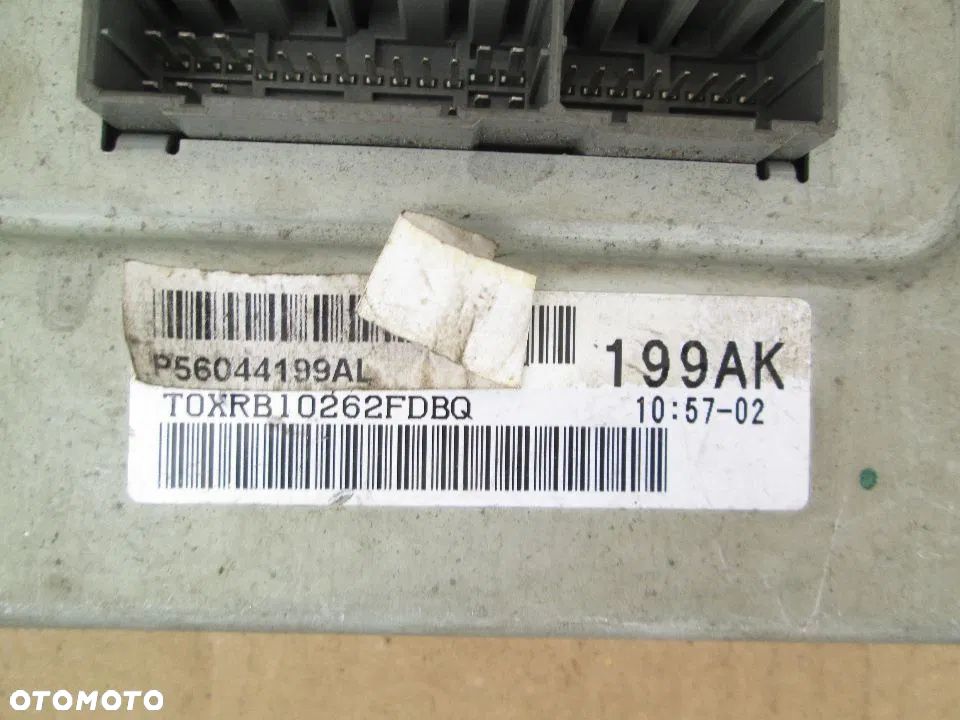 P56044199AL
199AK
T0XRB10262FDBQ
10:57-02
OTOMOTO